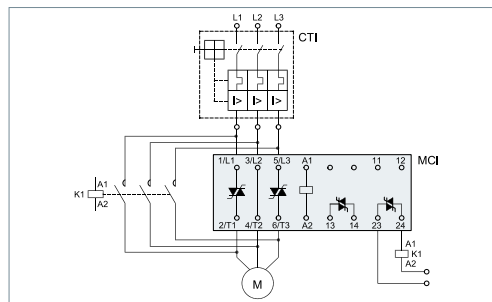 L1 L2 L3
CTI
I> I> I>
1/L1 3/L2 5/L3 A1 11 12
MCI
A1
K1
A2
2/T1 4/T2 6/T3 A2 13 14 23 24
A1
K1
A2
M